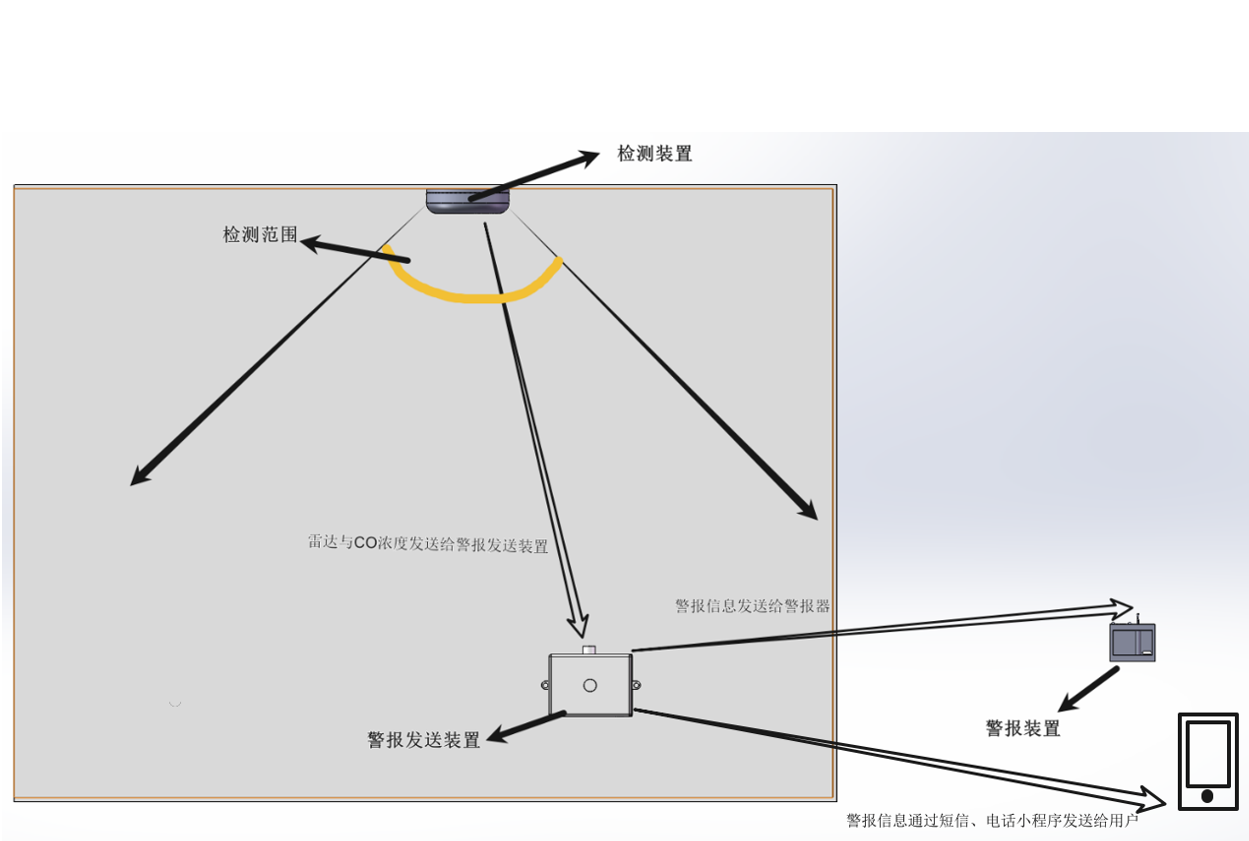 检测装置
检测范围
雷达与CO浓度发送给警报发送装置
警报信息发送给警报器
警报发送装置
警报装置
警报信息通过短信、电话小程序发送给用户